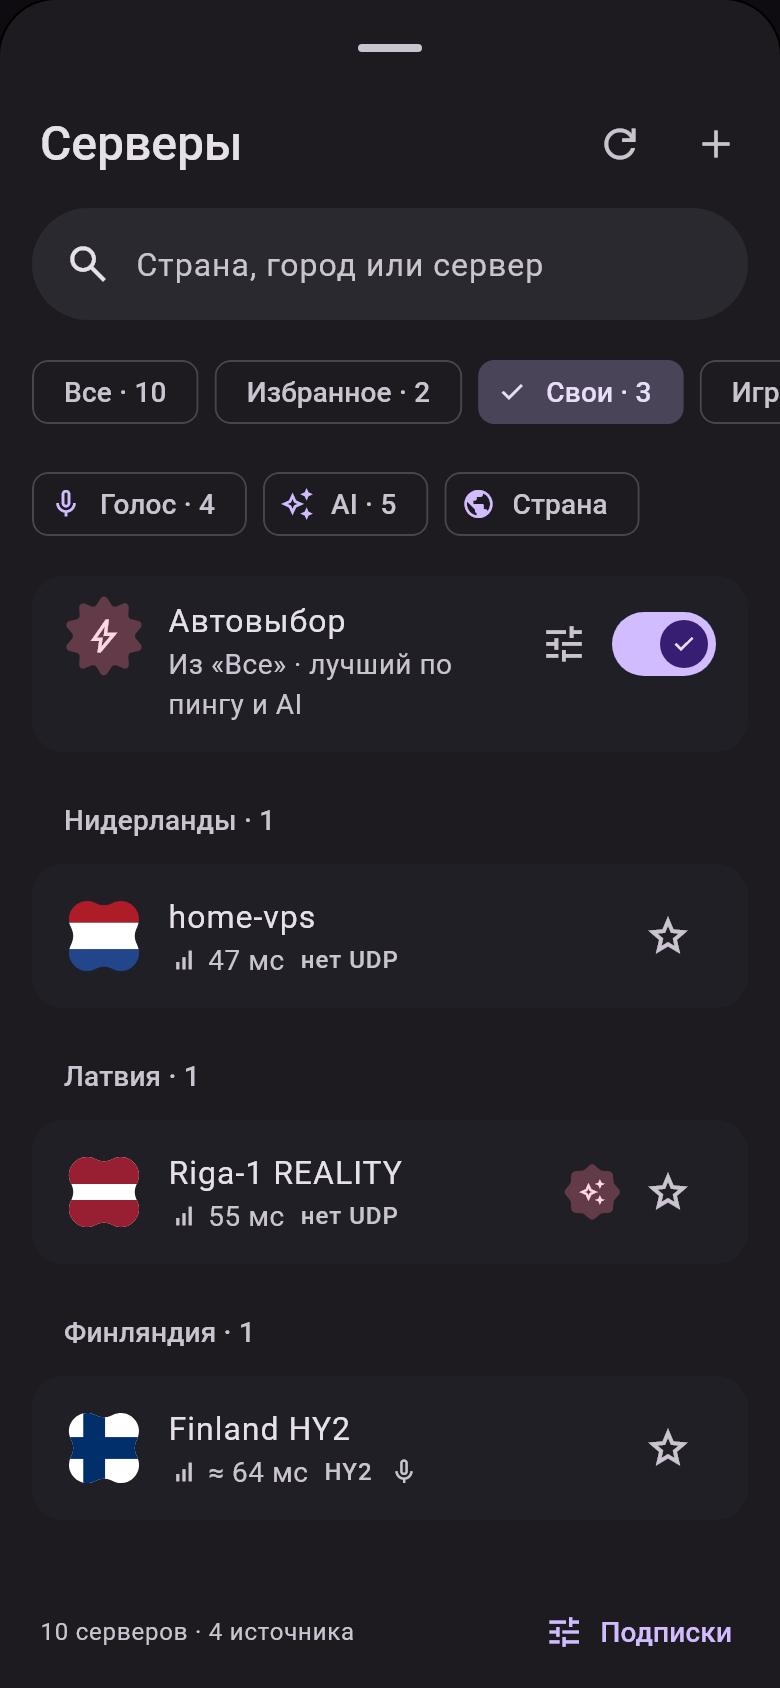 Серверы
Страна, город или сервер
Все · 10
Избранное · 2
Свои · 3
Игр
Голос · 4
AI · 5
Страна
Автовыбор
Из «Все» · лучший по
пингу и AI
Нидерланды · 1
home-vps
47 мс нет UDP
Латвия · 1
Riga-1 REALITY
55 мс нет UDP
Финляндия · 1
Finland HY2
≈ 64 мс HY2
10 серверов · 4 источника
Подписки